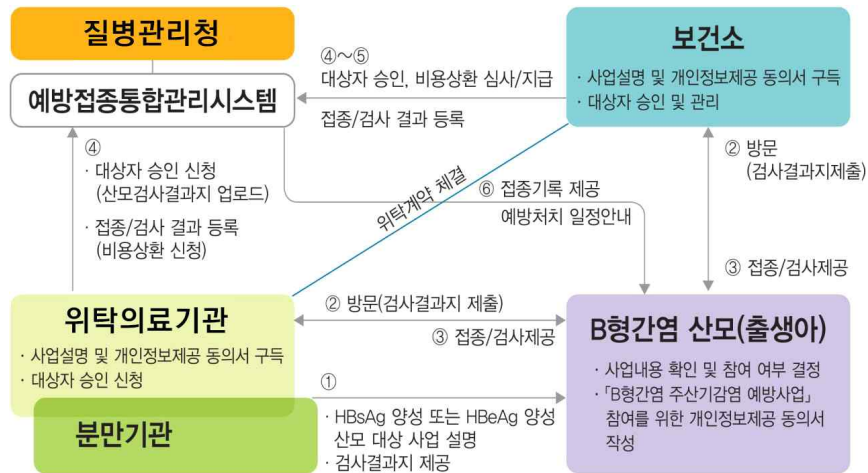 질병관리청
예방접종통합관리시스템
④～⑤
대상자 승인, 비용상환 심사/지급
접종/검사 결과 등록
보건소
· 사업설명 및 개인정보제공 동의서 구득
· 대상자 승인 및 관리
④
· 대상자 승인 신청
(산모검사결과지 업로드)
· 접종/검사 결과 등록
(비용상환 신청)
위탁계약 체결
⑥ 접종기록 제공
예방처치 일정안내
② 방문
(검사결과지제출)
③ 접종/검사제공
위탁의료기관
· 사업설명 및 개인정보제공 동의서 구득
· 대상자 승인 신청
분만기관
② 방문(검사결과지 제출)
③ 접종/검사제공
①
· HBsAg 양성 또는 HBeAg 양성
산모 대상 사업 설명
· 검사결과지 제공
B형간염 산모(출생아)
· 사업내용 확인 및 참여 여부 결정
· 「B형간염 주산기감염 예방사업」
참여를 위한 개인정보제공 동의서
작성